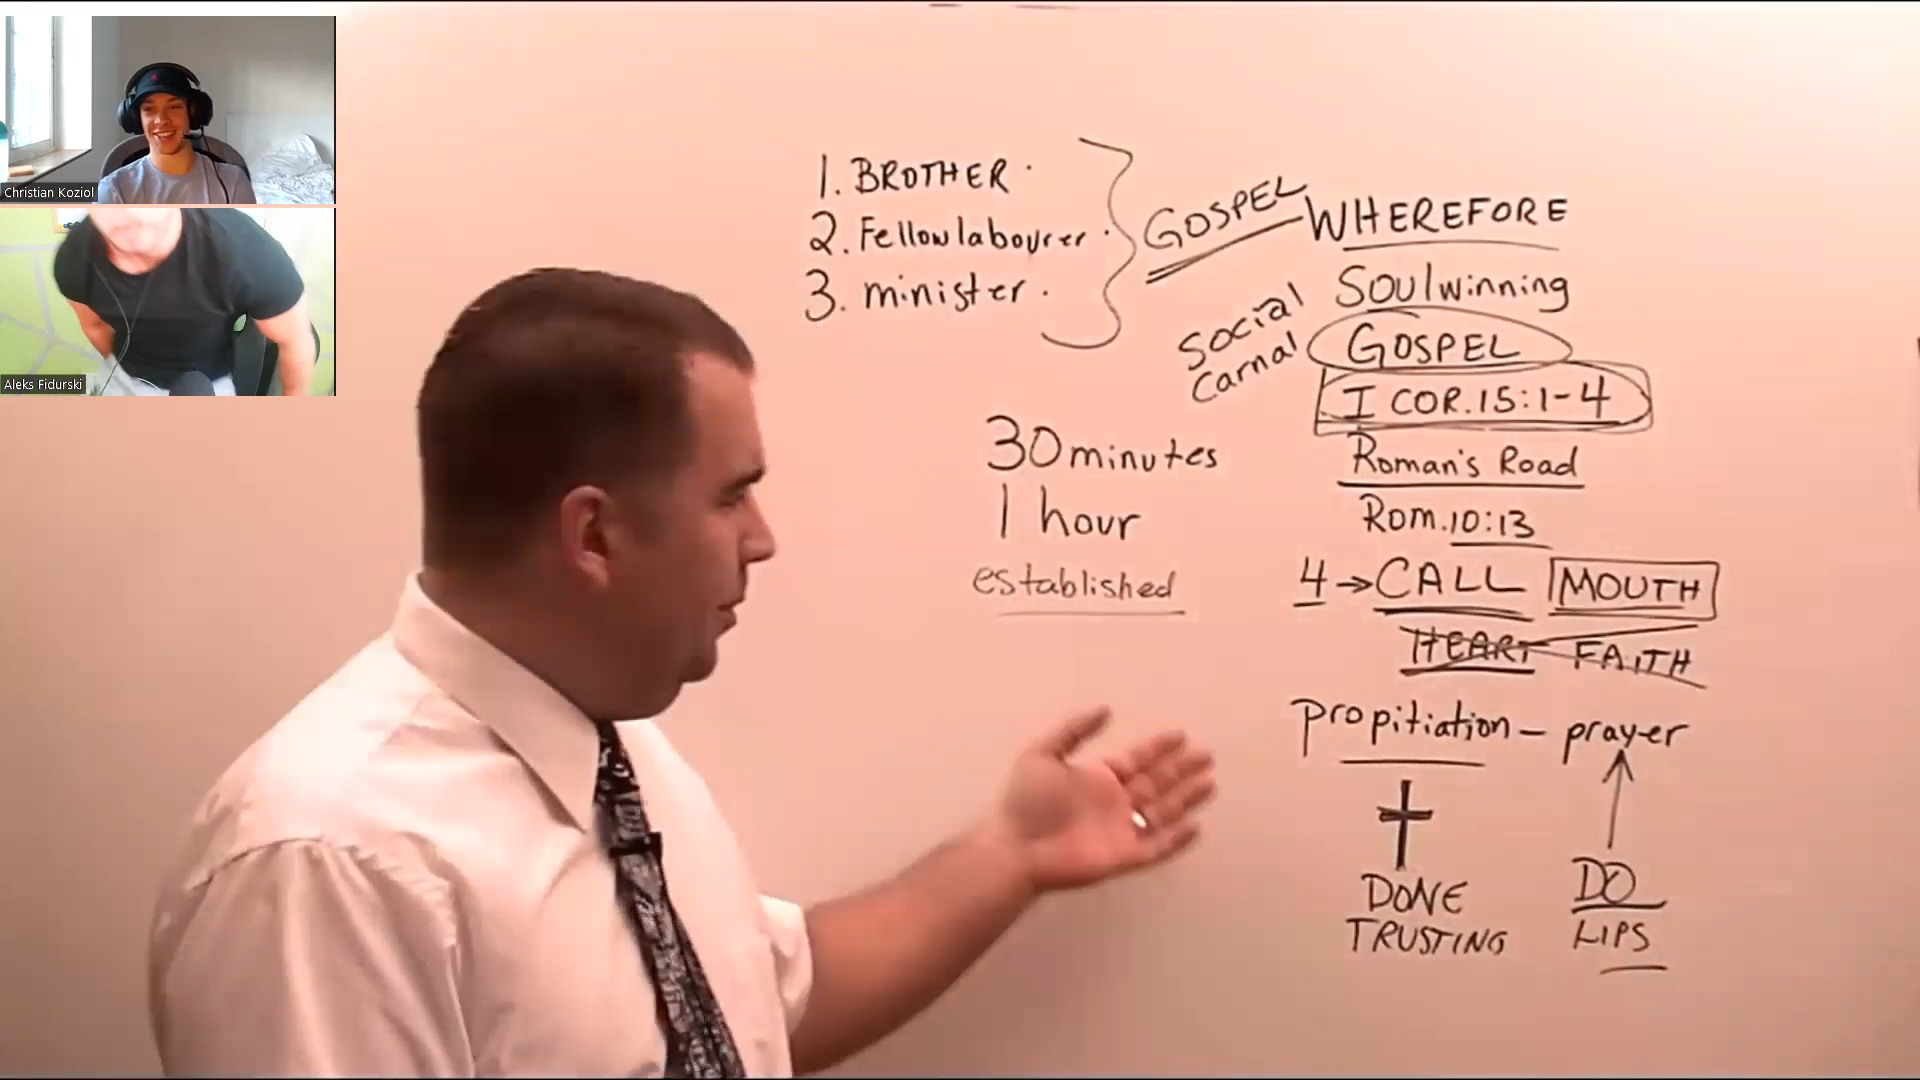 Christian Koziol
Aleks Fidurski
1. BROTHER
2. Fellowlabourer
3. minister
GOSPEL
WHEREFORE
Soulwinning
Social
Carnal
GOSPEL
I COR. 15:1-4
30 minutes
1 hour
established
Roman's Road
Rom. 10:13
4 → CALL MOUTH
HEART FAITH
propitiation - prayer
DONE
TRUSTING
DO
LIPS